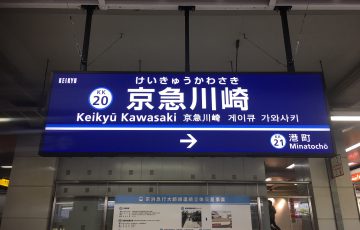 KEIKYU
けいきゅうかわさき
KK
20
京急川崎
Keikyū Kawasaki 京急川崎 게이큐 가와사키
→
KK
21
港町
Minatochō